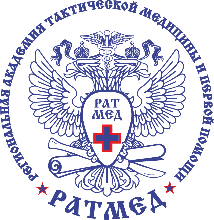 РЕГИОНАЛЬНАЯ АКАДЕМИЯ ТАКТИЧЕСКОЙ МЕДИЦИНЫ И ПЕРВОЙ ПОМОЩИ
РАТ
МЕД
РАТМЕД